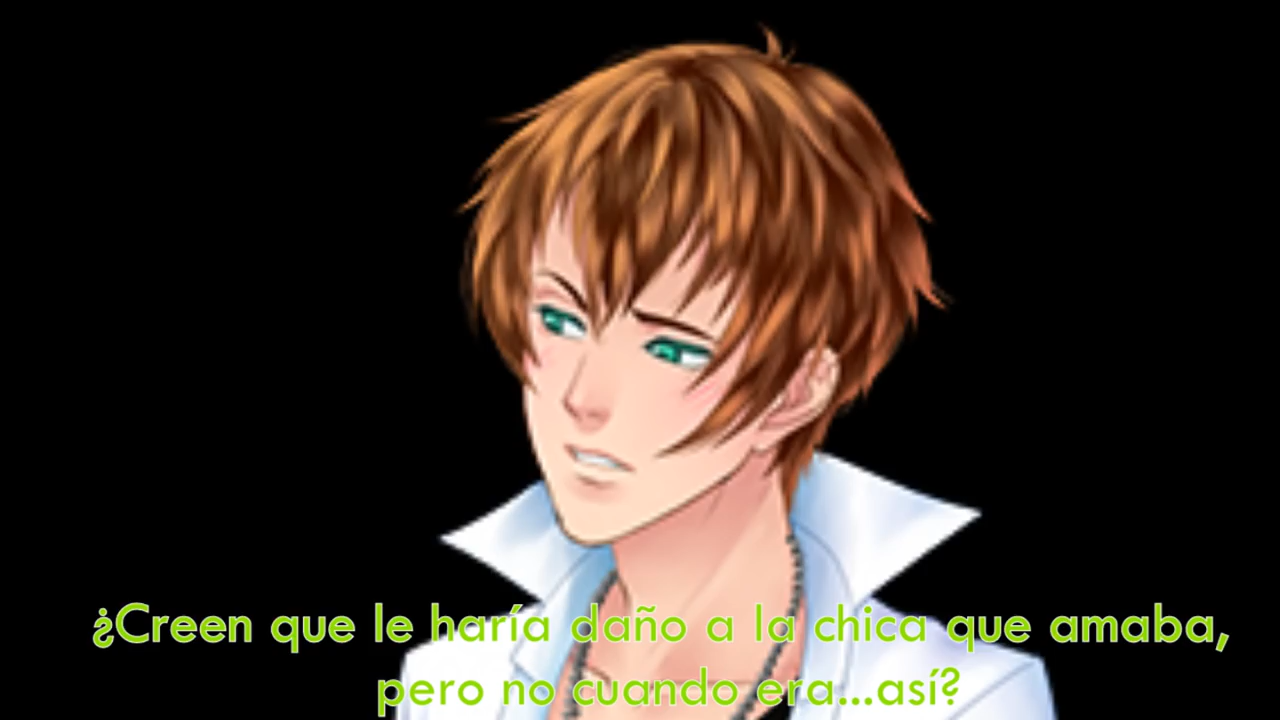 ¿Creen que le haría daño a la chica que amaba,
pero no cuando era...así?